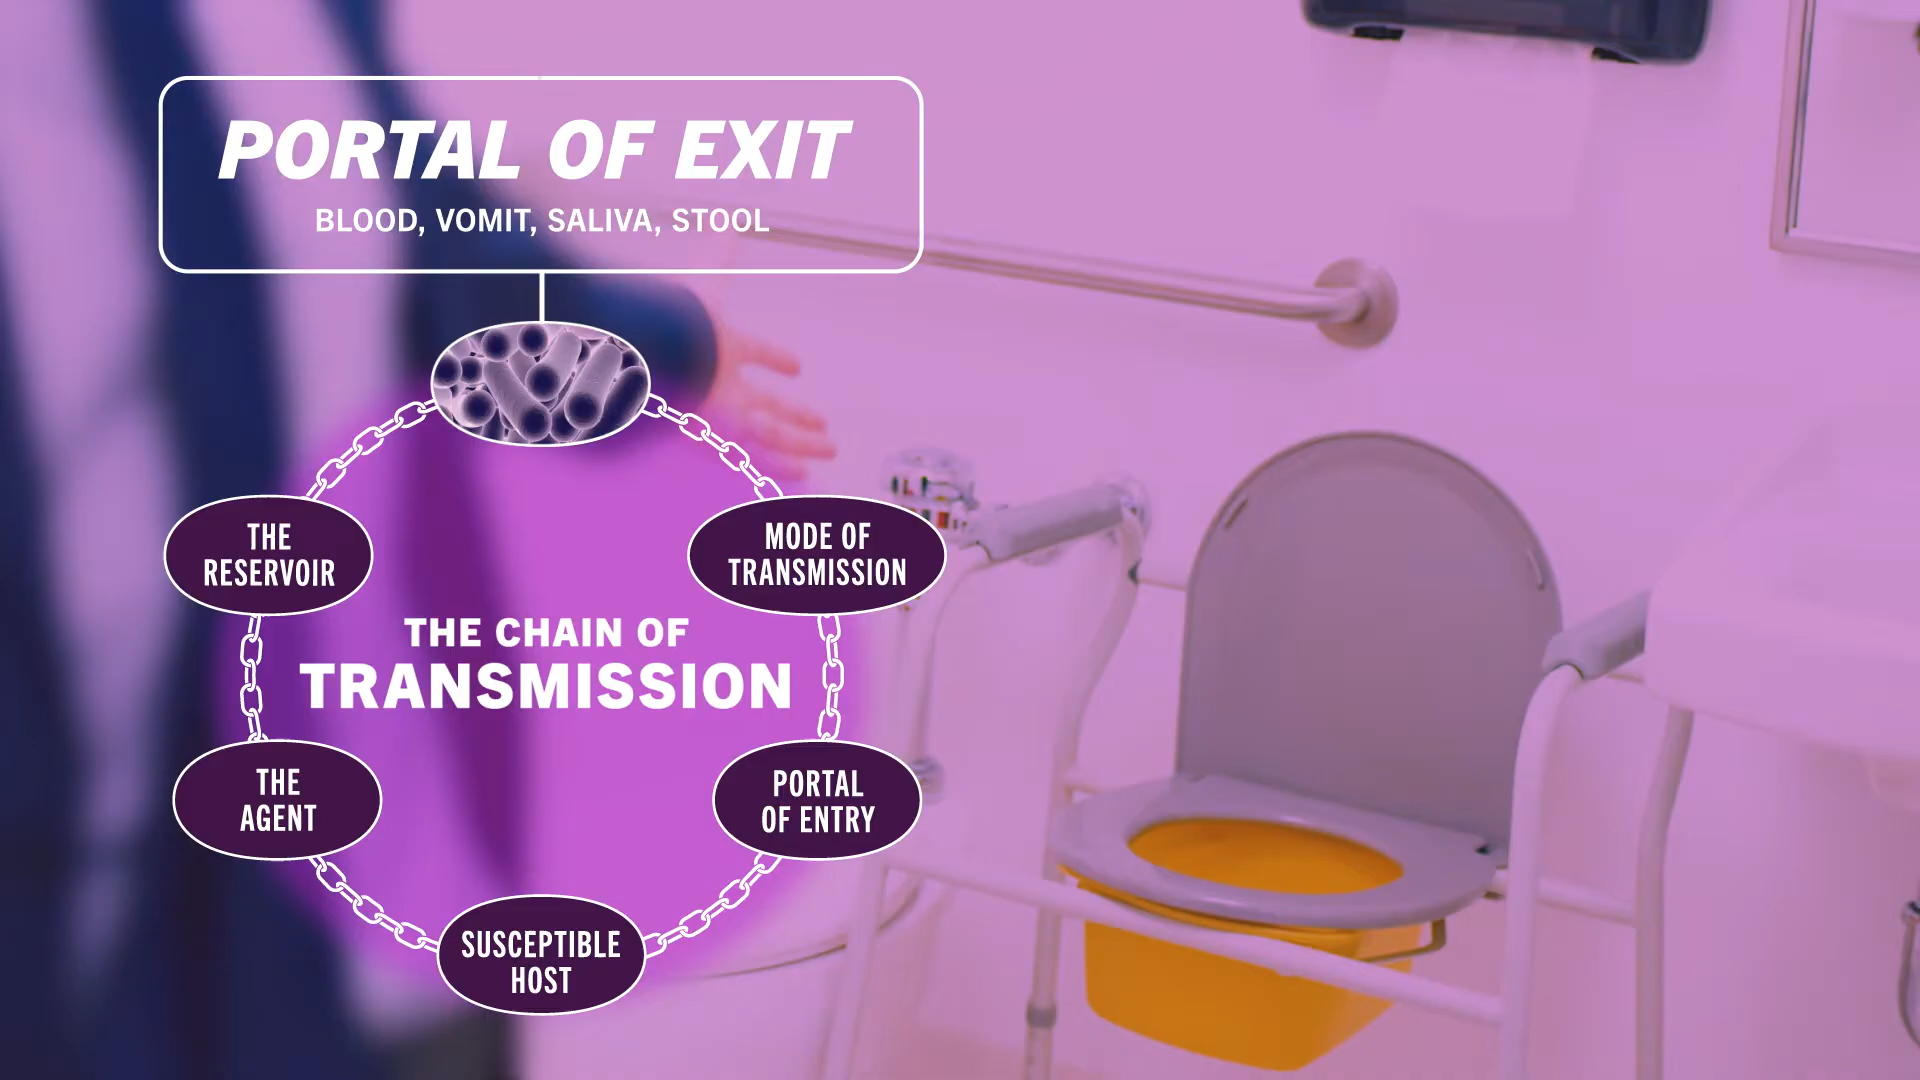 PORTAL OF EXIT
BLOOD, VOMIT, SALIVA, STOOL
THE
RESERVOIR
MODE OF
TRANSMISSION
THE CHAIN OF
TRANSMISSION
THE
AGENT
PORTAL
OF ENTRY
SUSCEPTIBLE
HOST